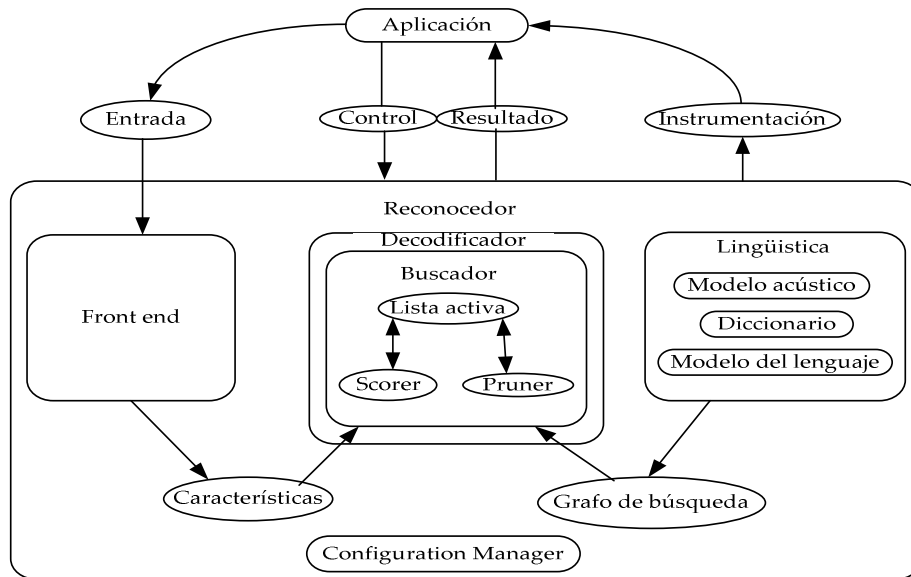 Aplicación
Entrada
Control
Resultado
Instrumentación
Reconocedor
Decodificador
Lingüistica
Buscador
Modelo acústico
Lista activa
Front end
Diccionario
Modelo del lenguaje
Scorer
Pruner
Características
Grafo de búsqueda
Configuration Manager